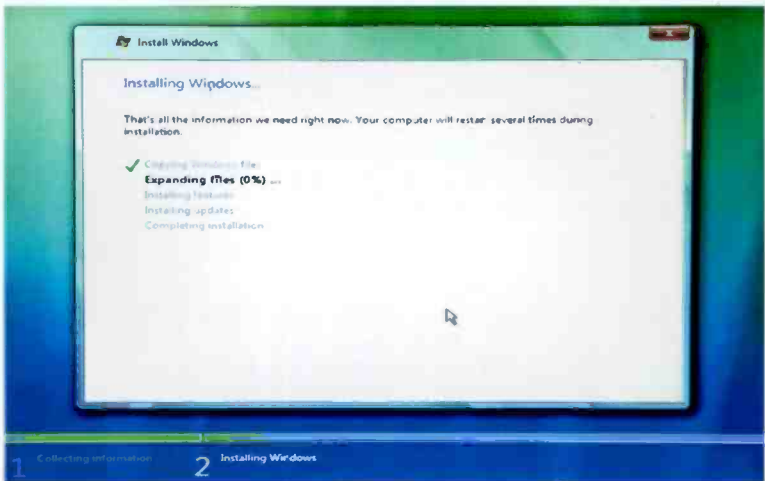 Install Windows
Installing Windows...
That's all the information we need right now. Your computer will restart several times during
installation.
Copying Windows files
Expanding files (0%) ...
Installing features
Installing updates
Completing installation
1 Collecting information
2 Installing Windows